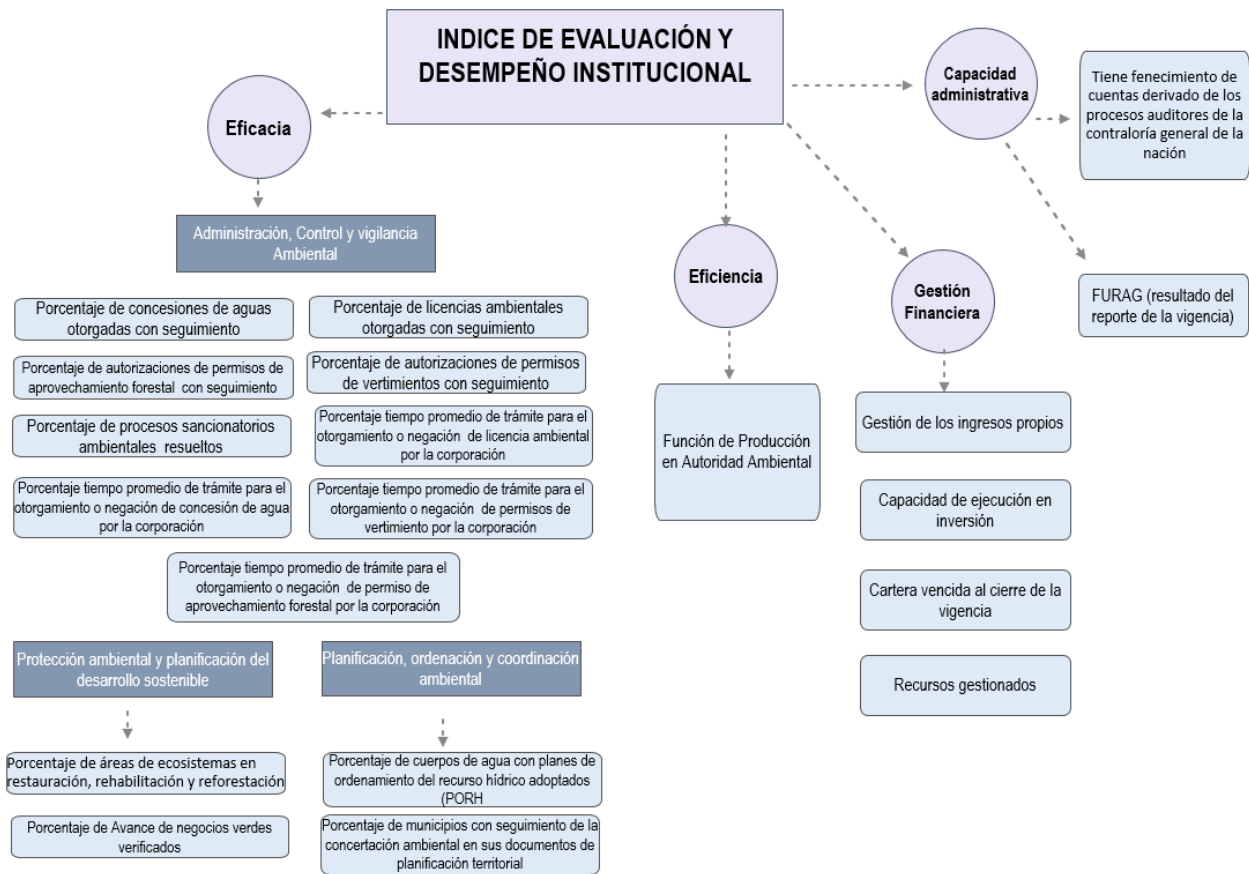 INDICE DE EVALUACIÓN Y
DESEMPEÑO INSTITUCIONAL
Eficacia
Administración, Control y vigilancia
Ambiental
Porcentaje de concesiones de aguas
otorgadas con seguimiento
Porcentaje de licencias ambientales
otorgadas con seguimiento
Porcentaje de autorizaciones de permisos de
aprovechamiento forestal con seguimiento
Porcentaje de autorizaciones de permisos
de vertimientos con seguimiento
Porcentaje de procesos sancionatorios
ambientales resueltos
Porcentaje tiempo promedio de trámite para el
otorgamiento o negación de licencia ambiental
por la corporación
Porcentaje tiempo promedio de trámite para el
otorgamiento o negación de concesión de agua
por la corporación
Porcentaje tiempo promedio de trámite para el
otorgamiento o negación de permisos de
vertimiento por la corporación
Porcentaje tiempo promedio de trámite para el
otorgamiento o negación de permiso de
aprovechamiento forestal por la corporación
Protección ambiental y planificación del
desarrollo sostenible
Porcentaje de áreas de ecosistemas en
restauración, rehabilitación y reforestación
Porcentaje de Avance de negocios verdes
verificados
Planificación, ordenación y coordinación
ambiental
Porcentaje de cuerpos de agua con planes de
ordenamiento del recurso hídrico adoptados
(PORH
Porcentaje de municipios con seguimiento de la
concertación ambiental en sus documentos de
planificación territorial
Eficiencia
Función de Producción
en Autoridad Ambiental
Gestión
Financiera
Gestión de los ingresos propios
Capacidad de ejecución en
inversión
Cartera vencida al cierre de la
vigencia
Recursos gestionados
Capacidad
administrativa
Tiene fenecimiento de
cuentas derivado de los
procesos auditores de la
contraloría general de la
nación
FURAG (resultado del
reporte de la vigencia)